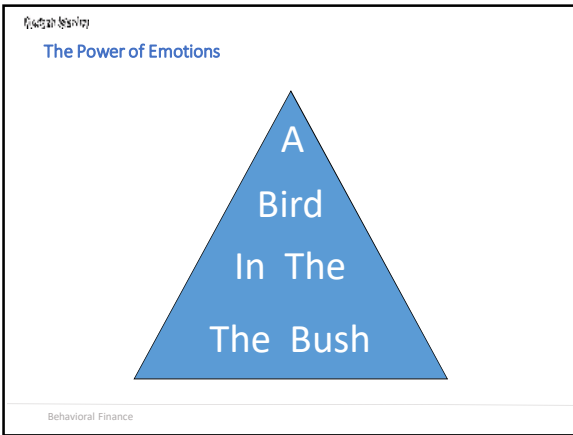 The Power of Emotions
A
Bird
In The
The Bush
Behavioral Finance